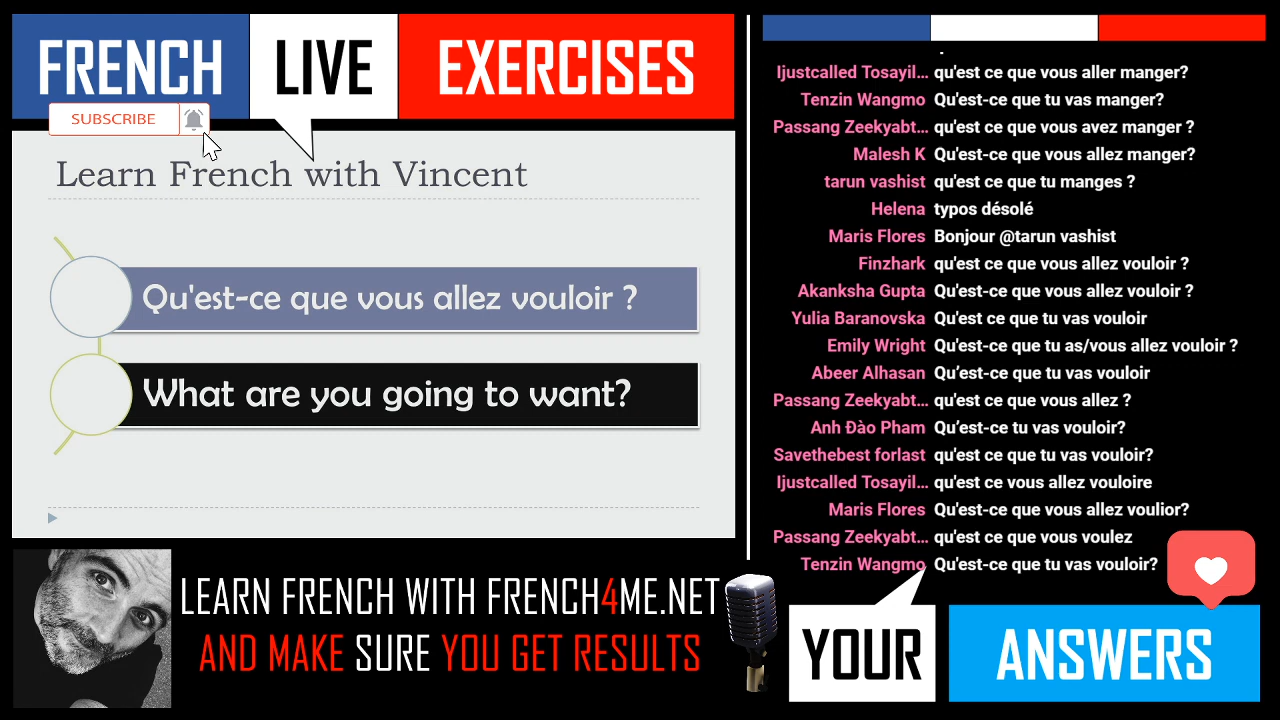 FRENCH LIVE EXERCISES
SUBSCRIBE
Learn French with Vincent
Qu'est-ce que vous allez vouloir ?
What are you going to want?
LEARN FRENCH WITH FRENCH4ME.NET
AND MAKE SURE YOU GET RESULTS
Ijustcalled Tosayil... qu'est ce que vous aller manger?
Tenzin Wangmo Qu'est-ce que tu vas manger?
Passang Zeekyabt... qu'est ce que vous avez manger ?
Malesh K Qu'est-ce que vous allez manger?
tarun vashist qu'est ce que tu manges ?
Helena typos désolé
Maris Flores Bonjour @tarun vashist
Finzhark qu'est ce que vous allez vouloir ?
Akanksha Gupta Qu'est-ce que vous allez vouloir ?
Yulia Baranovska Qu'est ce que tu vas vouloir
Emily Wright Qu'est-ce que tu as/vous allez vouloir ?
Abeer Alhasan Qu’est-ce que tu vas vouloir
Passang Zeekyabt... qu'est ce que vous allez ?
Anh Đào Pham Qu’est-ce tu vas vouloir?
Savethebest forlast qu'est ce que tu vas vouloir?
Ijustcalled Tosayil... qu'est ce vous allez vouloire
Maris Flores Qu'est-ce que vous allez voulior?
Passang Zeekyabt... qu'est ce que vous voulez
Tenzin Wangmo Qu'est-ce que tu vas vouloir?
YOUR ANSWERS